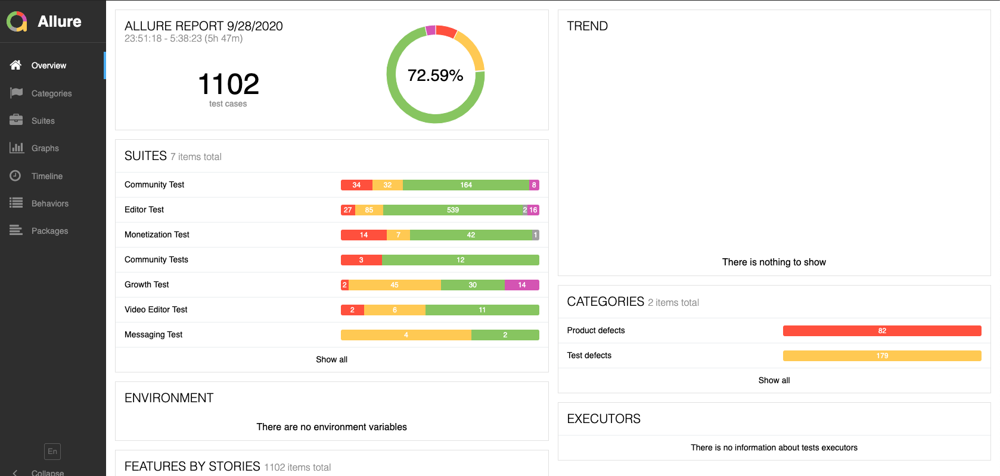 Allure
Overview
Categories
Suites
Graphs
Timeline
Behaviors
Packages
En
Collapse
ALLURE REPORT 9/28/2020
23:51:18 - 5:38:23 (5h 47m)
1102
test cases
72.59%
SUITES 7 items total
Community Test 34 32 164 8
Editor Test 27 85 539 2 16
Monetization Test 14 7 42 1
Community Tests 3 12
Growth Test 2 45 30 14
Video Editor Test 2 6 11
Messaging Test 4 2
Show all
ENVIRONMENT
There are no environment variables
FEATURES BY STORIES 1102 items total
TREND
There is nothing to show
CATEGORIES 2 items total
Product defects 82
Test defects 179
Show all
EXECUTORS
There is no information about tests executors